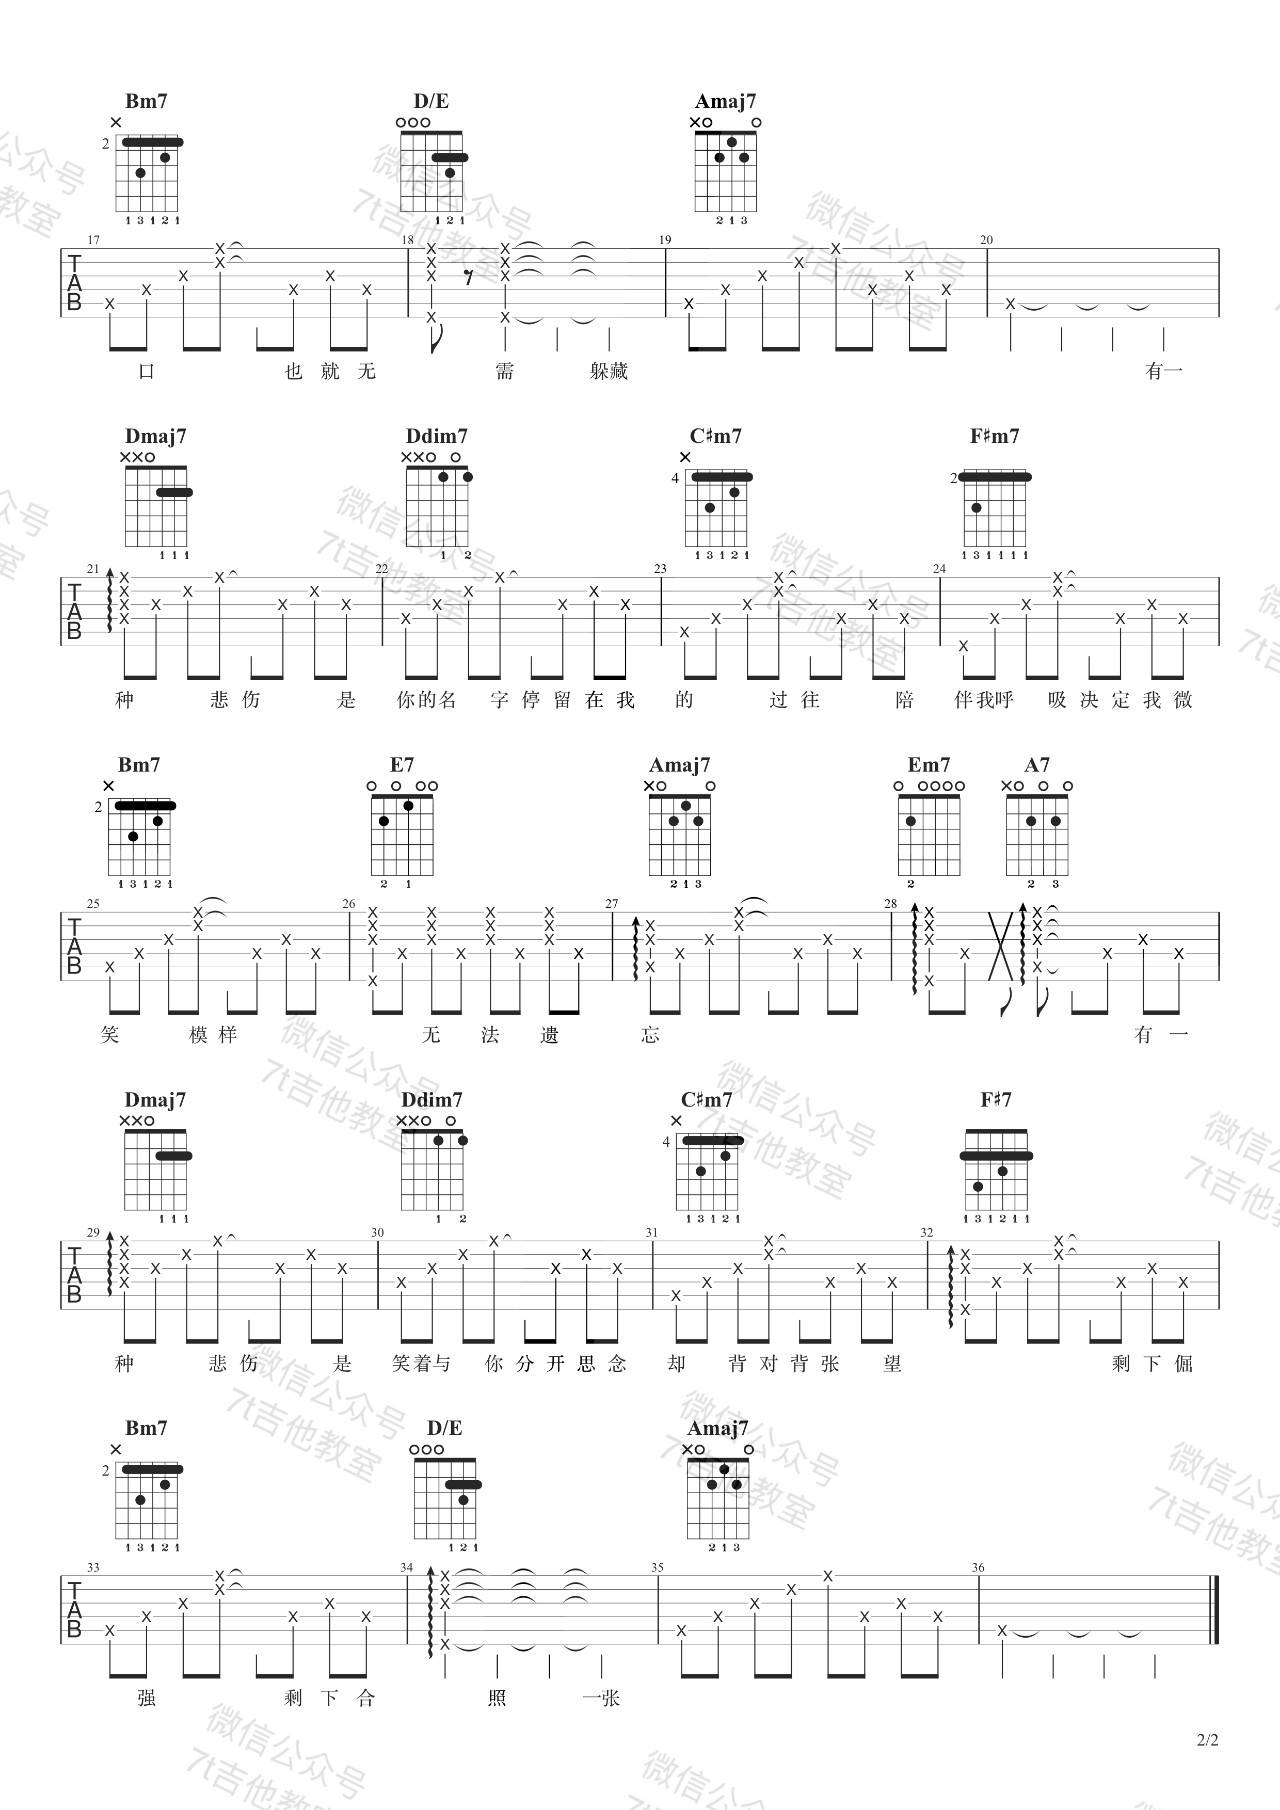 Bm7 D/E Amaj7
2
1 3 1 2 1 1 2 1 2 1 3
17 18 19 20
T
A
B
口 也 就 无 需 躲藏 有一
Dmaj7 Ddim7 C♯m7 F♯m7
4 2
1 1 1 1 2 1 3 1 2 1 1 3 1 1 1 1
21 22 23 24
T
A
B
种 悲 伤 是 你的名 字 停 留 在 我 的 过 往 陪 伴我呼 吸 决 定 我 微
Bm7 E7 Amaj7 Em7 A7
2
1 3 1 2 1 2 1 2 1 3 2 2 3
25 26 27 28
T
A
B
笑 模 样 无 法 遗 忘 有 一
Dmaj7 Ddim7 C♯m7 F♯7
4
1 1 1 1 2 1 3 1 2 1 1 3 1 2 1 1
29 30 31 32
T
A
B
种 悲 伤 是 笑着与 你 分 开 思 念 却 背 对 背 张 望 剩 下 倔
Bm7 D/E Amaj7
2
1 3 1 2 1 1 2 1 2 1 3
33 34 35 36
T
A
B
强 剩 下 合 照 一张
2/2
微信公众号
7t吉他教室